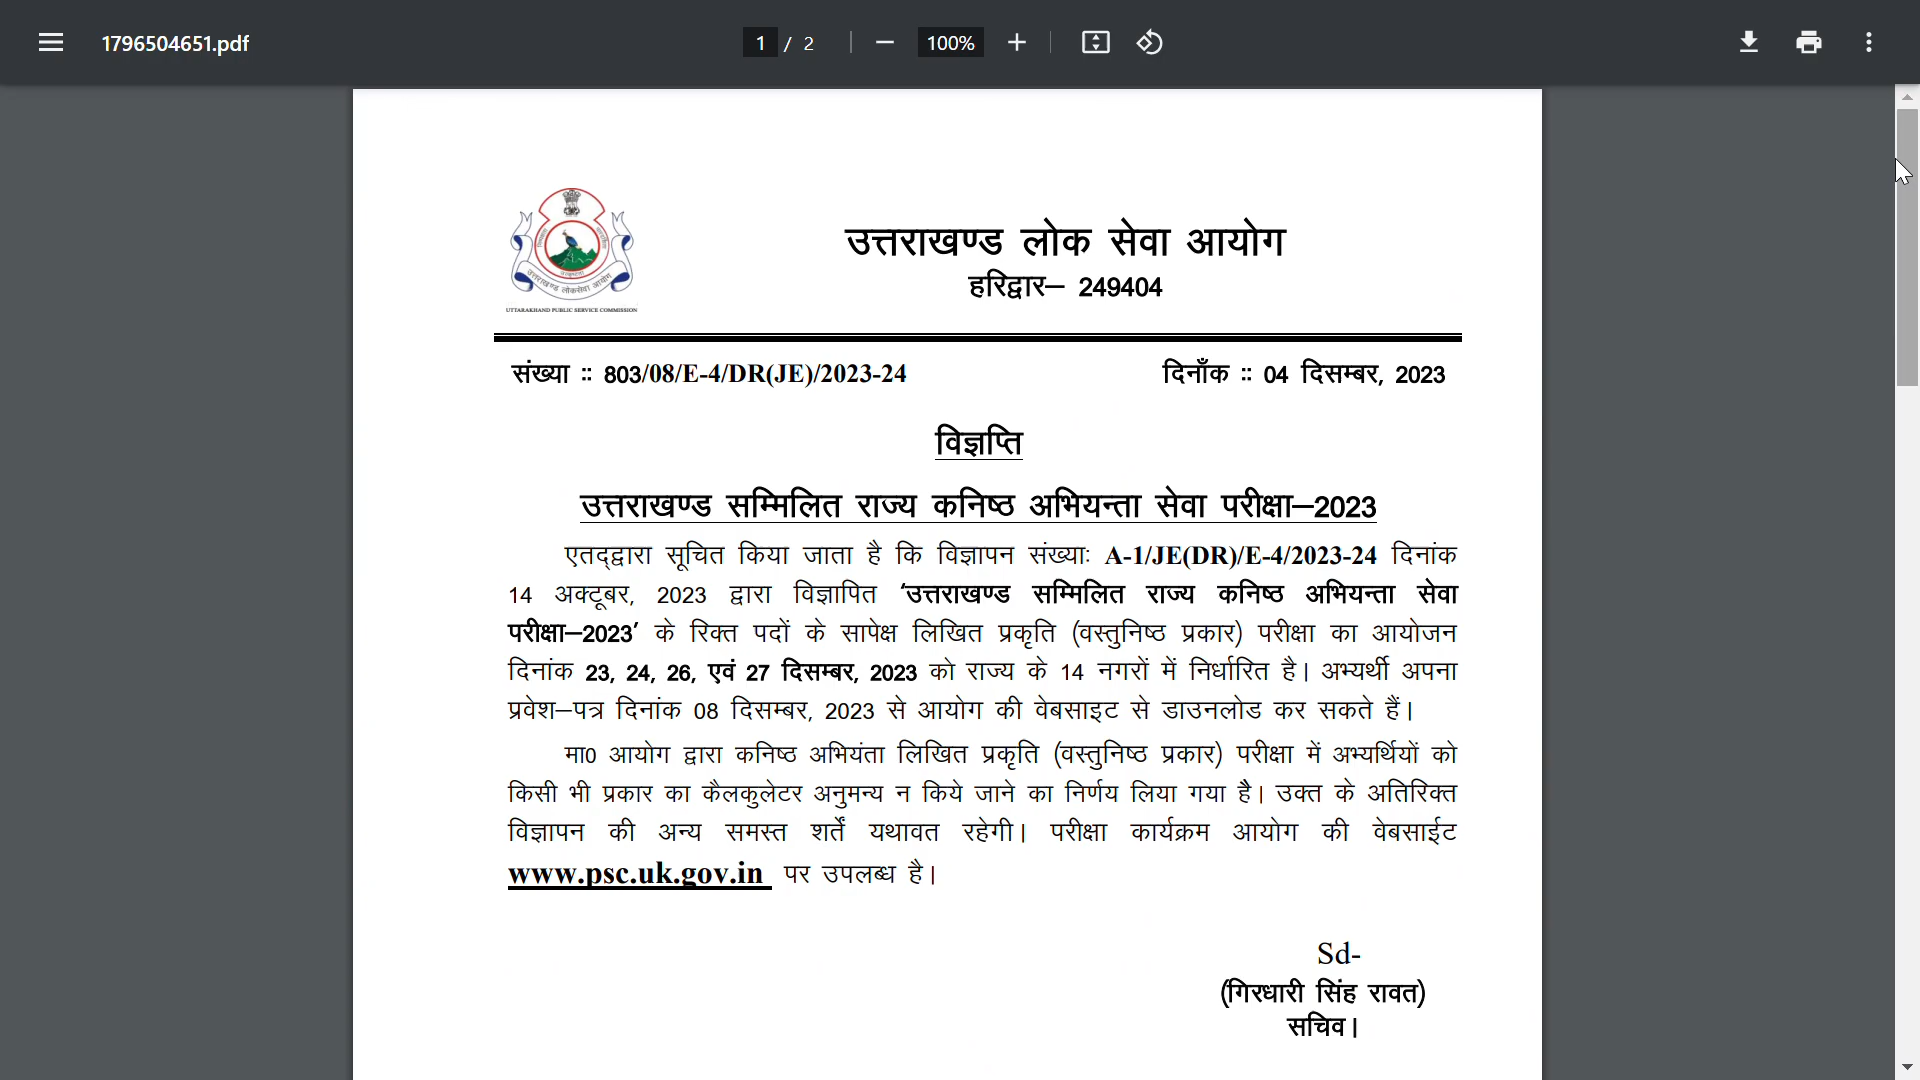 1796504651.pdf
1 / 2
100%
उत्तराखण्ड लोक सेवा आयोग
हरिद्वार– 249404
उत्तराखण्ड लोकसेवा आयोग
UTTARAKHAND PUBLIC SERVICE COMMISSION
संख्या :: 803/08/E-4/DR(JE)/2023-24
दिनाँक :: 04 दिसम्बर, 2023
विज्ञप्ति
उत्तराखण्ड सम्मिलित राज्य कनिष्ठ अभियन्ता सेवा परीक्षा–2023
एतद्द्वारा सूचित किया जाता है कि विज्ञापन संख्याः A-1/JE(DR)/E-4/2023-24 दिनांक
14 अक्टूबर, 2023 द्वारा विज्ञापित ‘उत्तराखण्ड सम्मिलित राज्य कनिष्ठ अभियन्ता सेवा
परीक्षा–2023’ के रिक्त पदों के सापेक्ष लिखित प्रकृति (वस्तुनिष्ठ प्रकार) परीक्षा का आयोजन
दिनांक 23, 24, 26, एवं 27 दिसम्बर, 2023 को राज्य के 14 नगरों में निर्धारित है। अभ्यर्थी अपना
प्रवेश–पत्र दिनांक 08 दिसम्बर, 2023 से आयोग की वेबसाइट से डाउनलोड कर सकते हैं।
मा0 आयोग द्वारा कनिष्ठ अभियंता लिखित प्रकृति (वस्तुनिष्ठ प्रकार) परीक्षा में अभ्यर्थियों को
किसी भी प्रकार का कैलकुलेटर अनुमन्य न किये जाने का निर्णय लिया गया है। उक्त के अतिरिक्त
विज्ञापन की अन्य समस्त शर्तें यथावत रहेगी। परीक्षा कार्यक्रम आयोग की वेबसाईट
www.psc.uk.gov.in पर उपलब्ध है।
Sd-
(गिरधारी सिंह रावत)
सचिव।